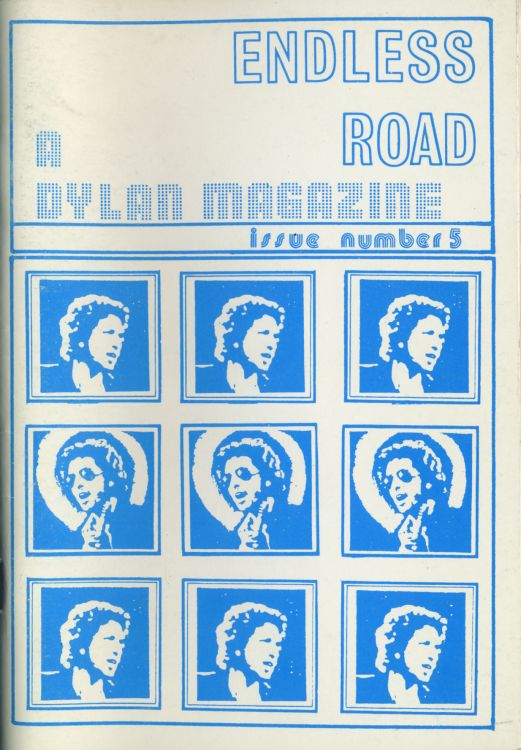 ENDLESS
ROAD
A
DYLAN MAGAZINE
issue number 5